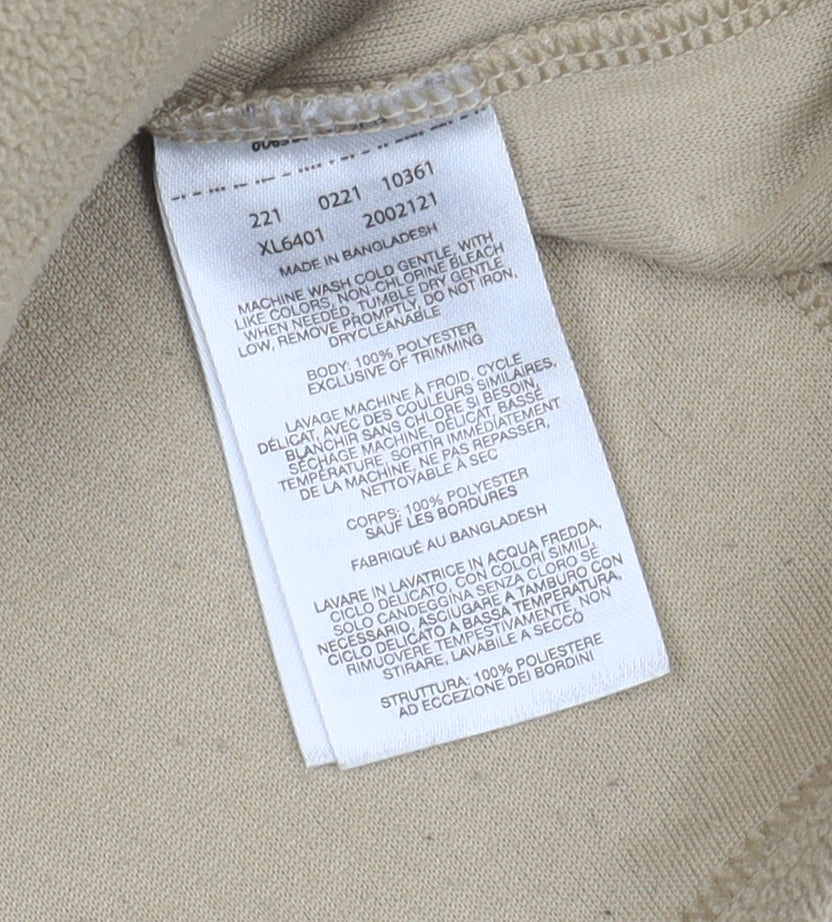 221 0221 10361
XL6401 2002121
MADE IN BANGLADESH
MACHINE WASH COLD GENTLE, WITH
LIKE COLORS, NON-CHLORINE BLEACH
WHEN NEEDED, TUMBLE DRY GENTLE
LOW, REMOVE PROMPTLY, DO NOT IRON,
DRYCLEANABLE
BODY: 100% POLYESTER
EXCLUSIVE OF TRIMMING
LAVAGE MACHINE À FROID, CYCLE
DÉLICAT, AVEC DES COULEURS SIMILAIRES,
BLANCHIR SANS CHLORE SI BESOIN,
SÉCHAGE MACHINE, DÉLICAT, BASSE
TEMPÉRATURE, SORTIR IMMÉDIATEMENT
DE LA MACHINE, NE PAS REPASSER,
NETTOYABLE À SEC
CORPS: 100% POLYESTER
SAUF LES BORDURES
FABRIQUÉ AU BANGLADESH
LAVARE IN LAVATRICE IN ACQUA FREDDA,
CICLO DELICATO, CON COLORI SIMILI,
SOLO CANDEGGINA SENZA CLORO SE
NECESSARIO, ASCIUGARE A TAMBURO CON
CICLO DELICATO A BASSA TEMPERATURA,
RIMUOVERE TEMPESTIVAMENTE, NON
STIRARE, LAVABILE A SECCO
STRUTTURA: 100% POLIESTERE
AD ECCEZIONE DEI BORDINI